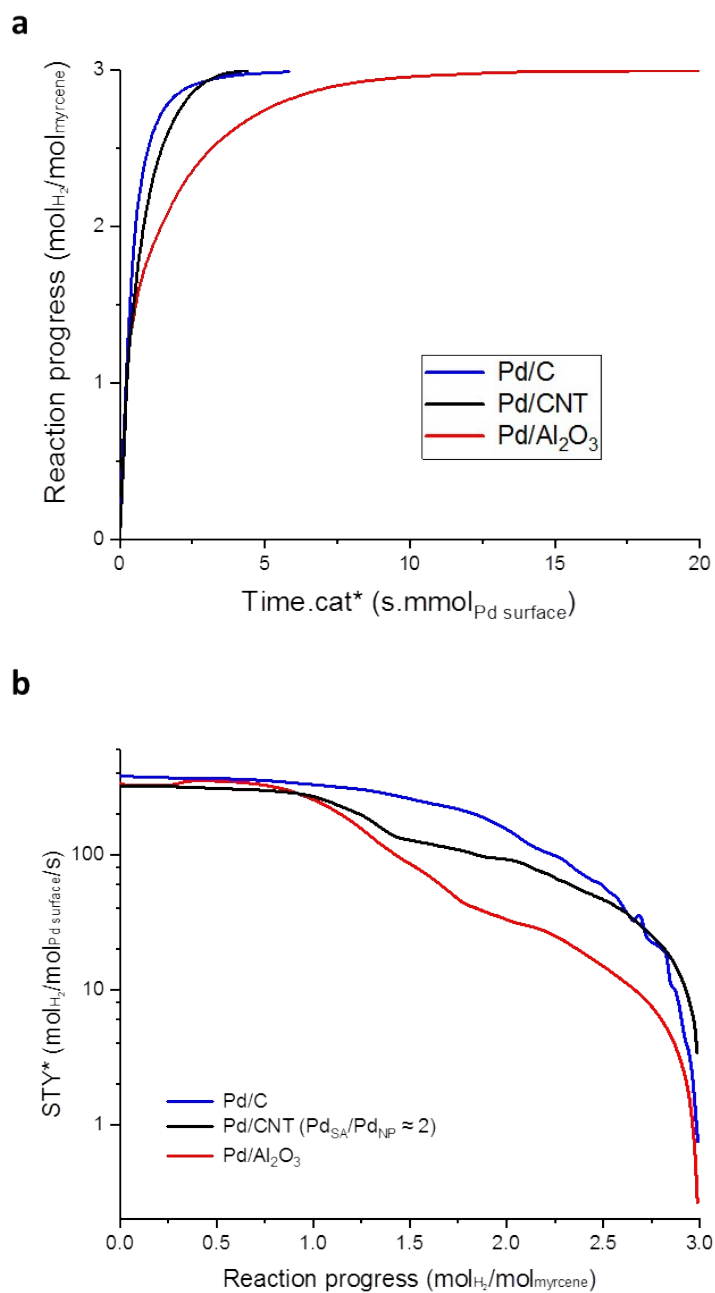 a
Reaction progress (molH₂/molmyrcene)
3
2
1
0
Pd/C
Pd/CNT
Pd/Al₂O₃
0 5 10 15 20
Time.cat* (s.mmolPd surface)
b
STY* (molH₂/molPd surface/s)
100
10
1
Pd/C
Pd/CNT (PdSA/PdNP ≈ 2)
Pd/Al₂O₃
0.0 0.5 1.0 1.5 2.0 2.5 3.0
Reaction progress (molH₂/molmyrcene)